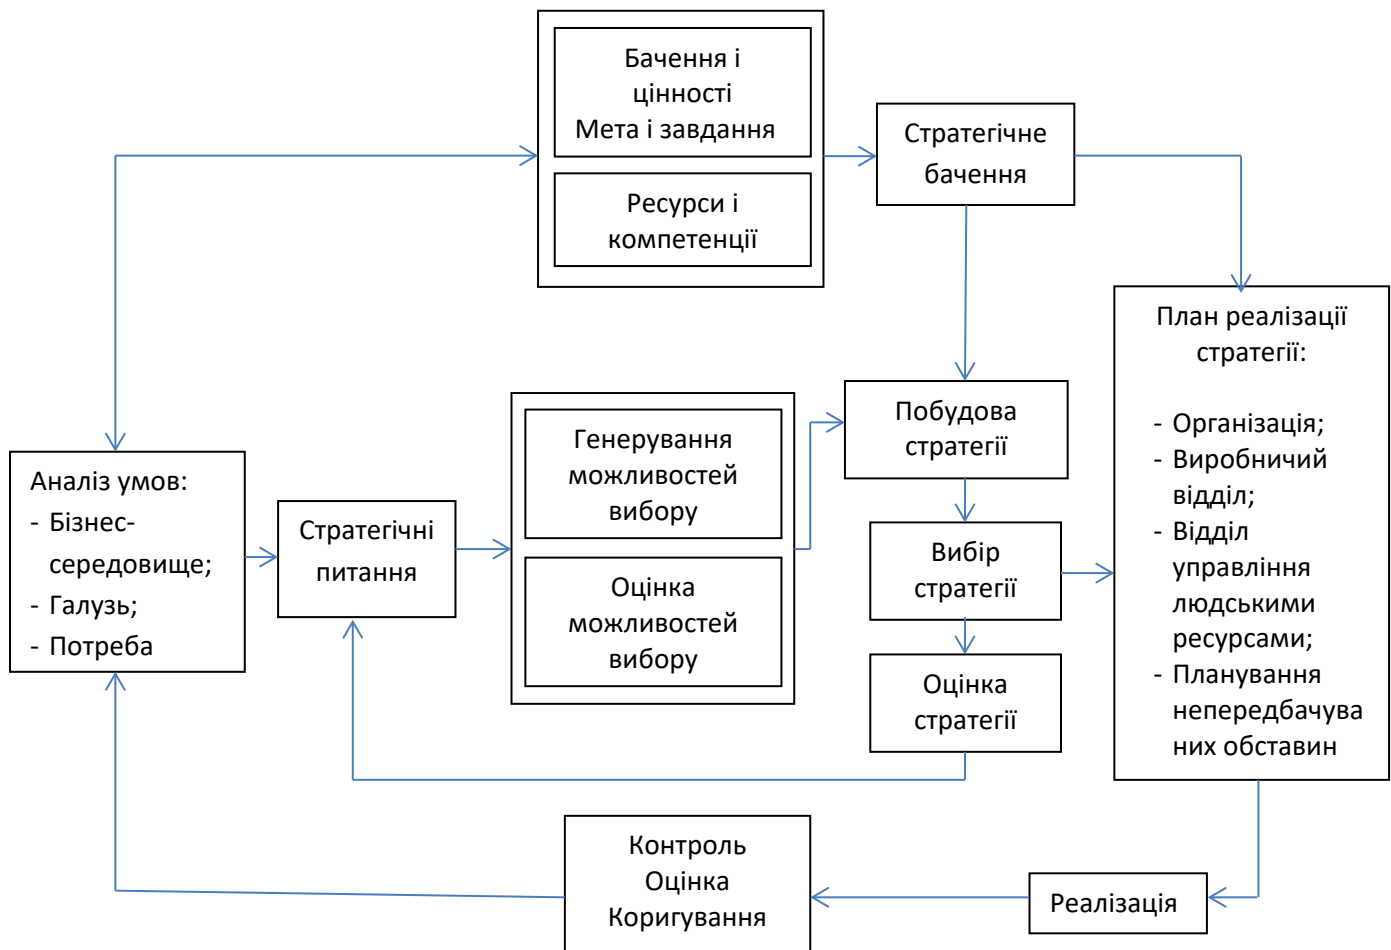 Бачення і
цінності
Мета і завдання
Ресурси і
компетенції
Стратегічне
бачення
План реалізації
стратегії:
- Організація;
- Виробничий
відділ;
- Відділ
управління
людськими
ресурсами;
- Планування
непередбачува
них обставин
Аналіз умов:
- Бізнес-
середовище;
- Галузь;
- Потреба
Стратегічні
питання
Генерування
можливостей
вибору
Оцінка
можливостей
вибору
Побудова
стратегії
Вибір
стратегії
Оцінка
стратегії
Контроль
Оцінка
Коригування
Реалізація